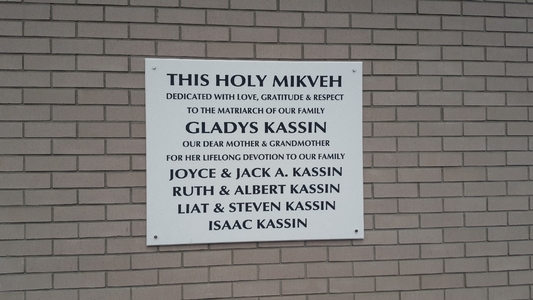 THIS HOLY MIKVEH
DEDICATED WITH LOVE, GRATITUDE & RESPECT
TO THE MATRIARCH OF OUR FAMILY
GLADYS KASSIN
OUR DEAR MOTHER & GRANDMOTHER
FOR HER LIFELONG DEVOTION TO OUR FAMILY
JOYCE & JACK A. KASSIN
RUTH & ALBERT KASSIN
LIAT & STEVEN KASSIN
ISAAC KASSIN